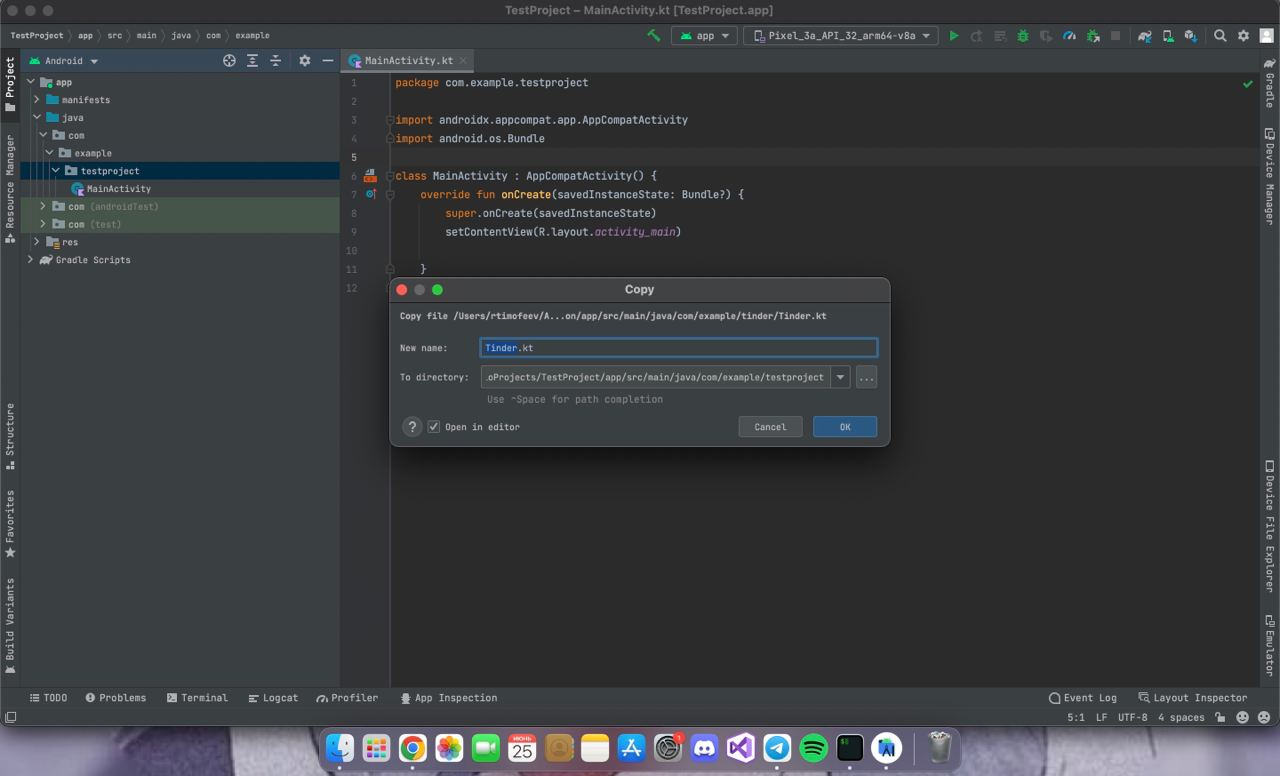 TestProject – MainActivity.kt [TestProject.app]
TestProject
app
src
main
java
com
example
app
Pixel_3a_API_32_arm64-v8a
Project
Resource Manager
Structure
Favorites
Build Variants
Android
app
manifests
java
com
example
testproject
MainActivity
com (androidTest)
com (test)
res
Gradle Scripts
MainActivity.kt
1 package com.example.testproject
2
3 import androidx.appcompat.app.AppCompatActivity
4 import android.os.Bundle
5
6 class MainActivity : AppCompatActivity() {
7 override fun onCreate(savedInstanceState: Bundle?) {
8 super.onCreate(savedInstanceState)
9 setContentView(R.layout.activity_main)
10
11 }
12
Copy
Copy file /Users/rtimofeev/A...on/app/src/main/java/com/example/tinder/Tinder.kt
New name:
Tinder.kt
To directory:
.oProjects/TestProject/app/src/main/java/com/example/testproject
...
Use ⌃Space for path completion
?
Open in editor
Cancel
OK
Gradle
Device Manager
Device File Explorer
Emulator
TODO
Problems
Terminal
Logcat
Profiler
App Inspection
Event Log
Layout Inspector
5:1
LF
UTF-8
4 spaces
ИЮНЬ
25
1